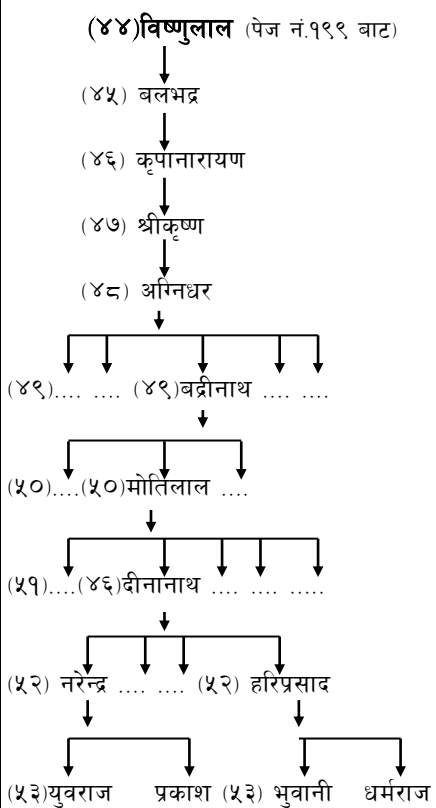 (४४)विष्णुलाल (पेज नं.१९९ बाट)
(४५) बलभद्र
(४६) कृपानारायण
(४७) श्रीकृष्ण
(४८) अग्निधर
(४९).... .... (४९)बद्रीनाथ .... ....
(५०)....(५०)मोतिलाल ....
(५१)....(४६)दीनानाथ .... .... .....
(५२) नरेन्द्र .... .... (५२) हरिप्रसाद
(५३)युवराज प्रकाश (५३) भुवानी धर्मराज